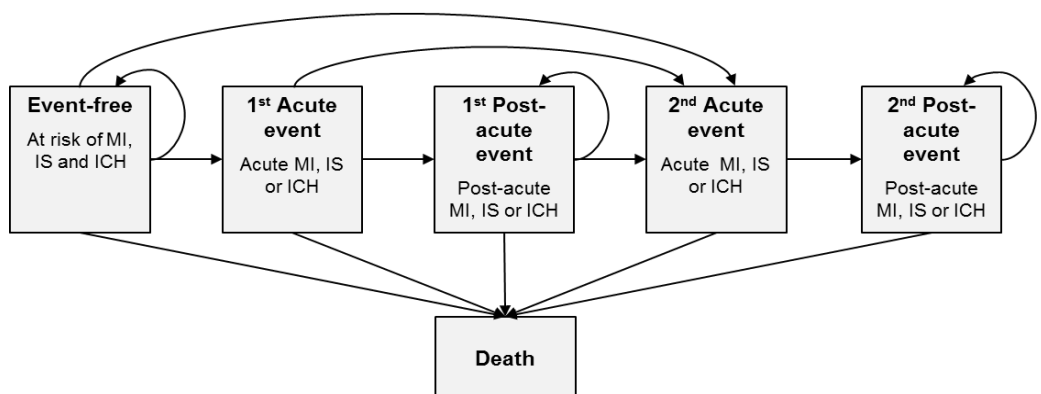 Event-free
At risk of MI,
IS and ICH
1st Acute
event
Acute MI, IS
or ICH
1st Post-
acute
event
Post-acute
MI, IS or ICH
2nd Acute
event
Acute  MI, IS
or ICH
2nd Post-
acute
event
Post-acute
MI, IS or ICH
Death